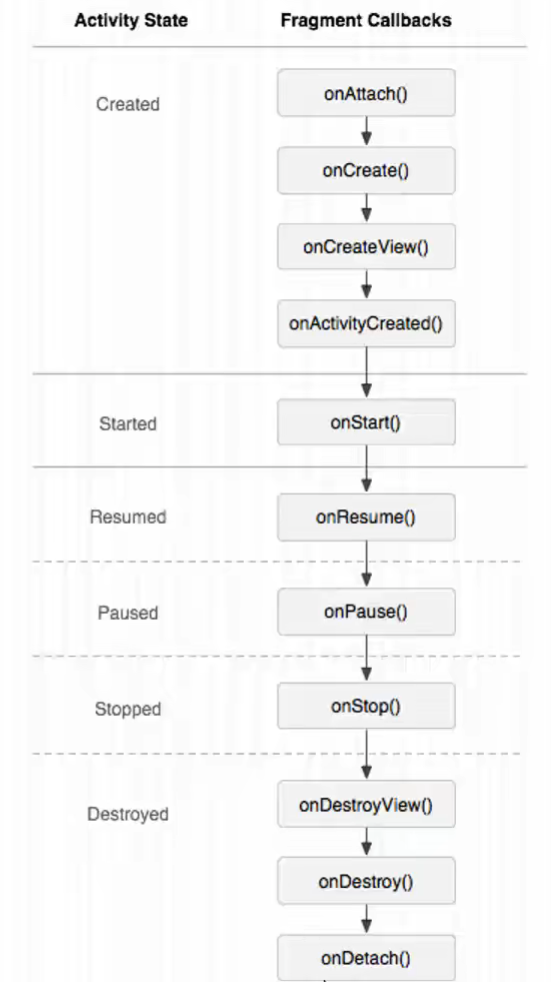 Activity State Fragment Callbacks
Created
onAttach()
onCreate()
onCreateView()
onActivityCreated()
Started onStart()
Resumed onResume()
Paused onPause()
Stopped onStop()
Destroyed onDestroyView()
onDestroy()
onDetach()